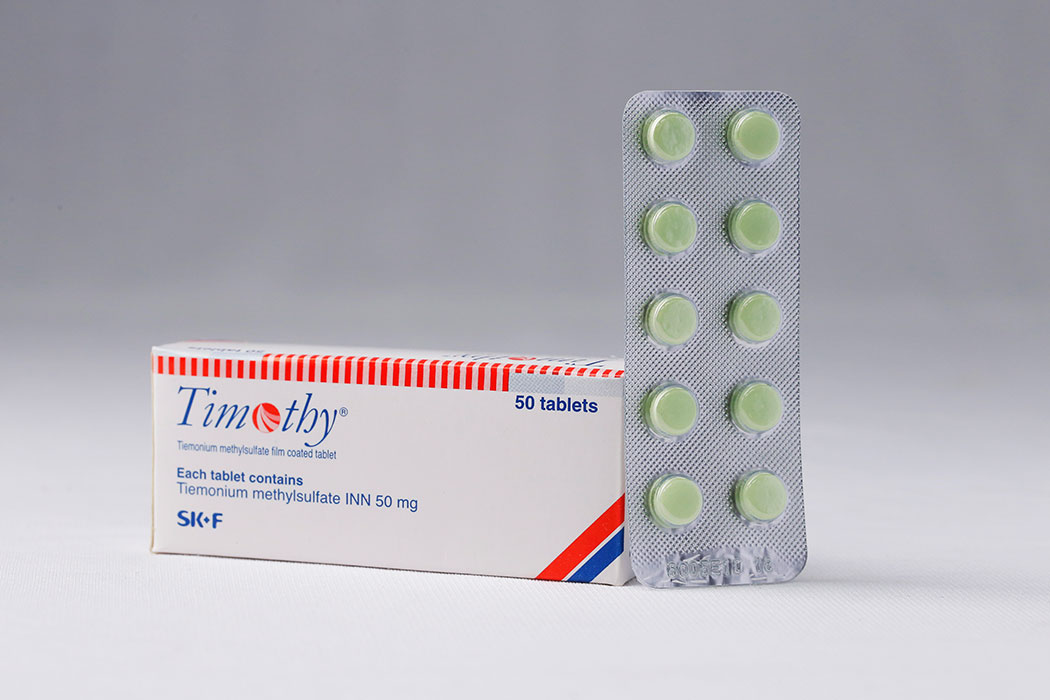 Timothy®
50 tablets
Tiemonium methylsulfate film coated tablet
Each tablet contains
Tiemonium methylsulfate INN 50 mg
SK+F